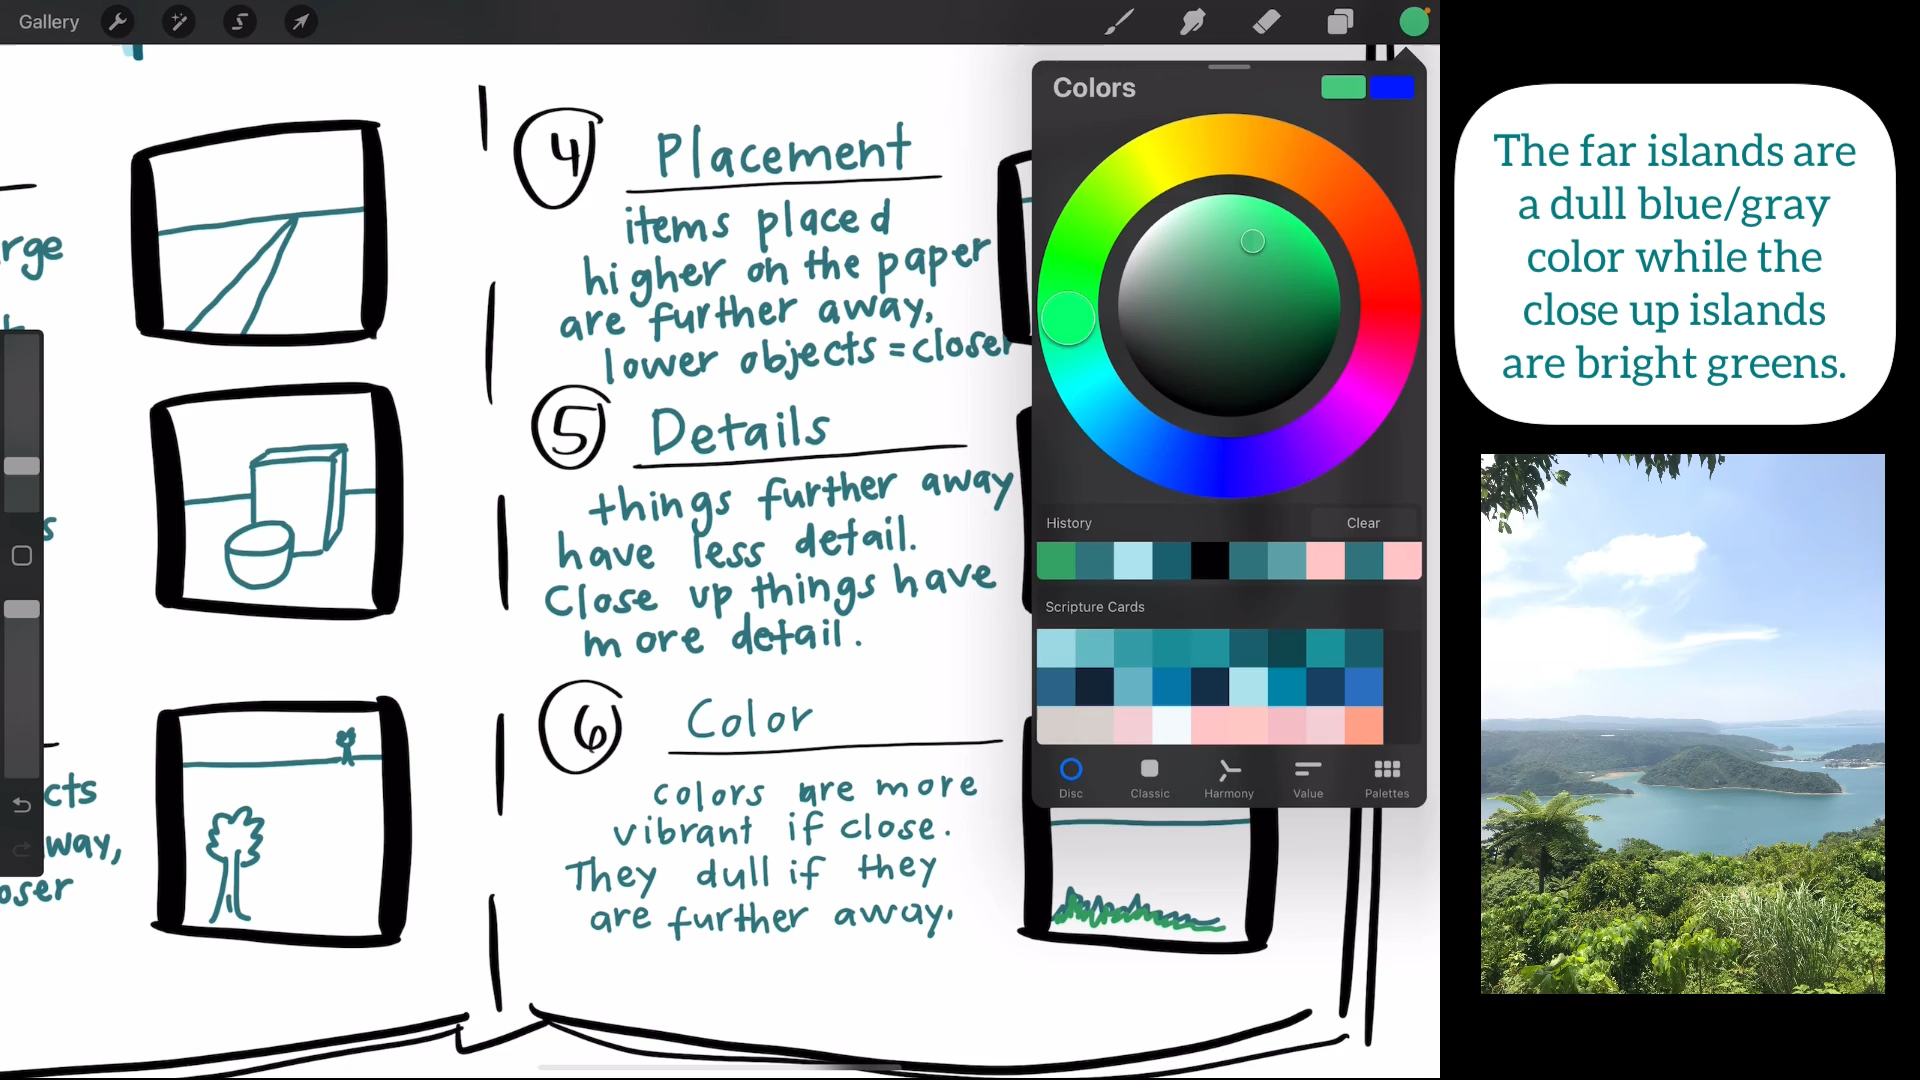 Gallery
rge
s
cts
way,
oser
4 Placement
items placed
higher on the paper
are further away,
lower objects = closer
5 Details
things further away
have less detail.
Close up things have
more detail.
6 Color
colors are more
vibrant if close.
They dull if they
are further away.
Colors
History Clear
Scripture Cards
Disc Classic Harmony Value Palettes
The far islands are
a dull blue/gray
color while the
close up islands
are bright greens.